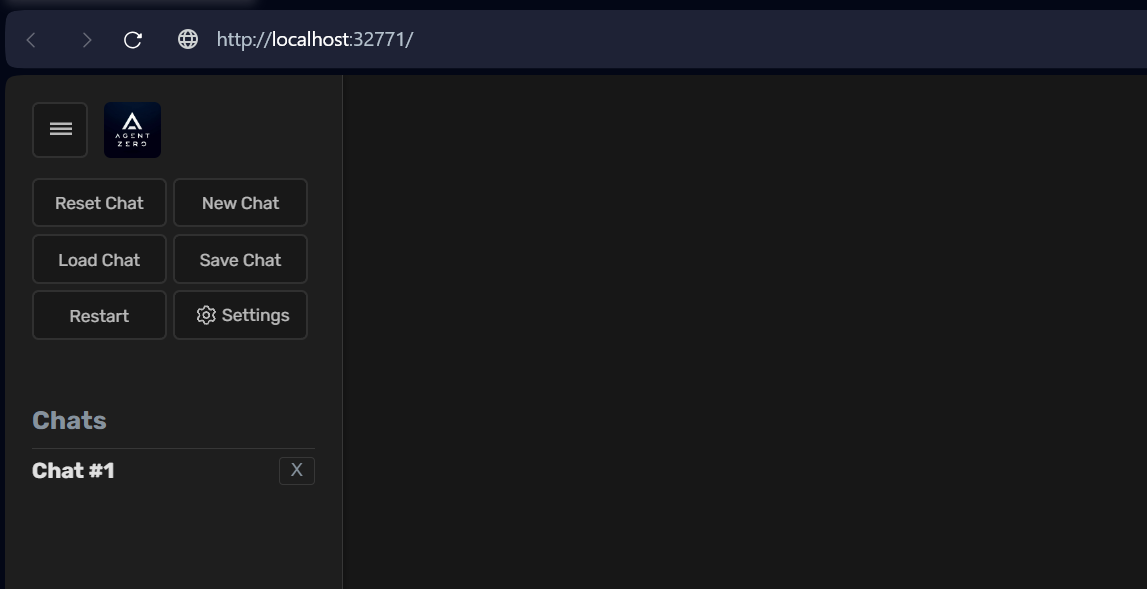 http://localhost:32771/
AGENT
ZERO
Reset Chat
New Chat
Load Chat
Save Chat
Restart
Settings
Chats
Chat #1
X